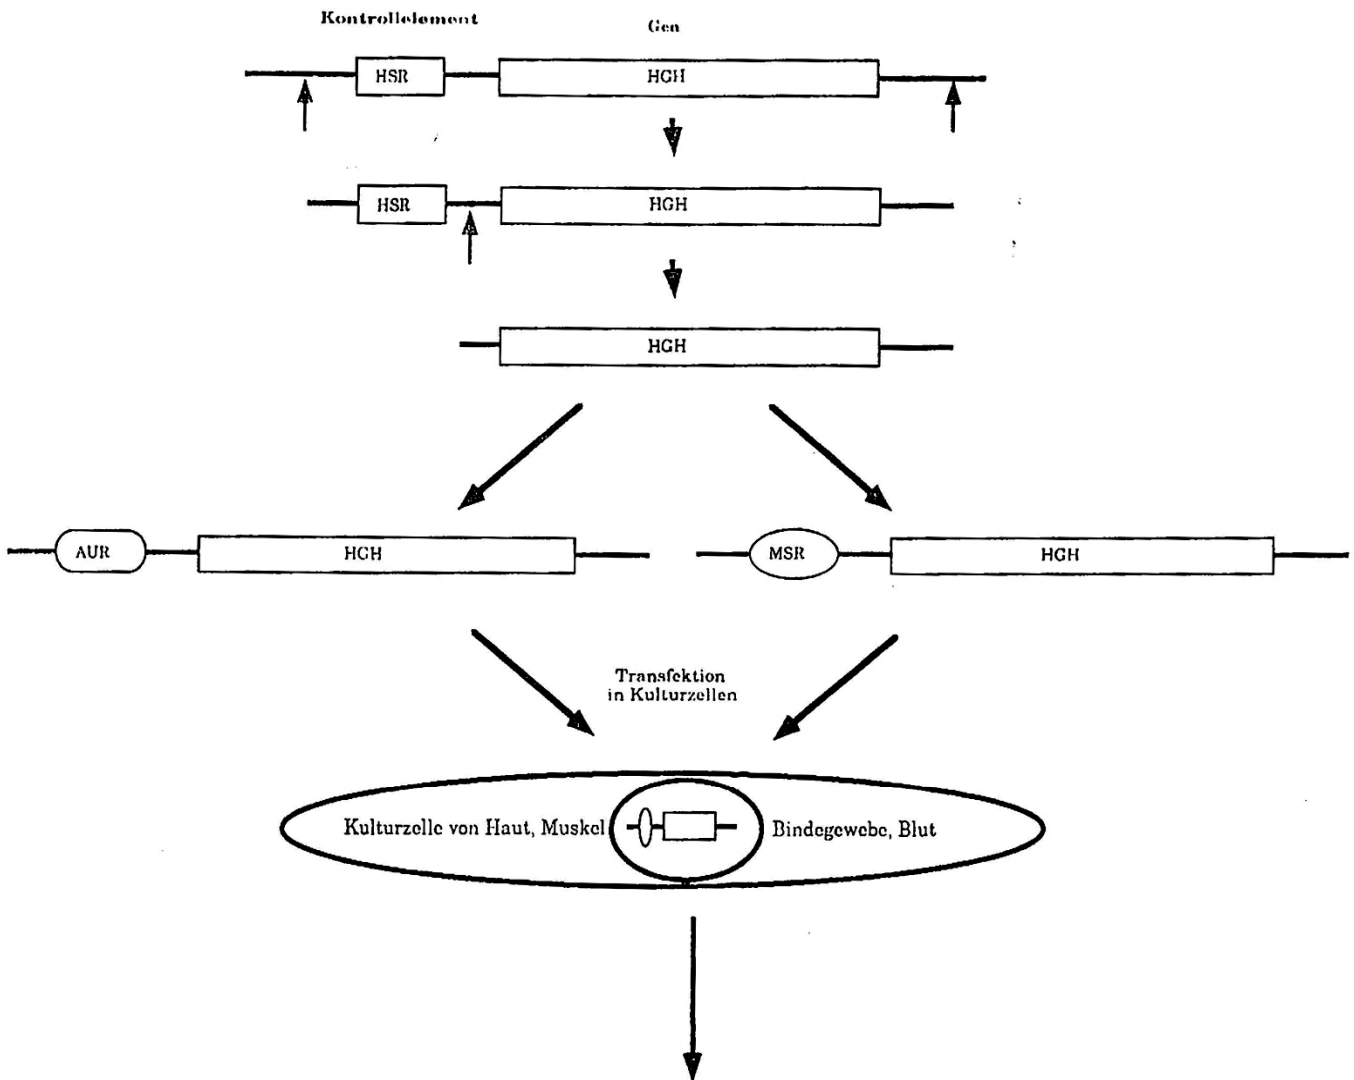 Kontrollelement
Gen
HSR
HGH
HSR
HGH
HGH
AUR
HGH
MSR
HGH
Transfektion
in Kulturzellen
Kulturzelle von Haut, Muskel
Bindegewebe, Blut